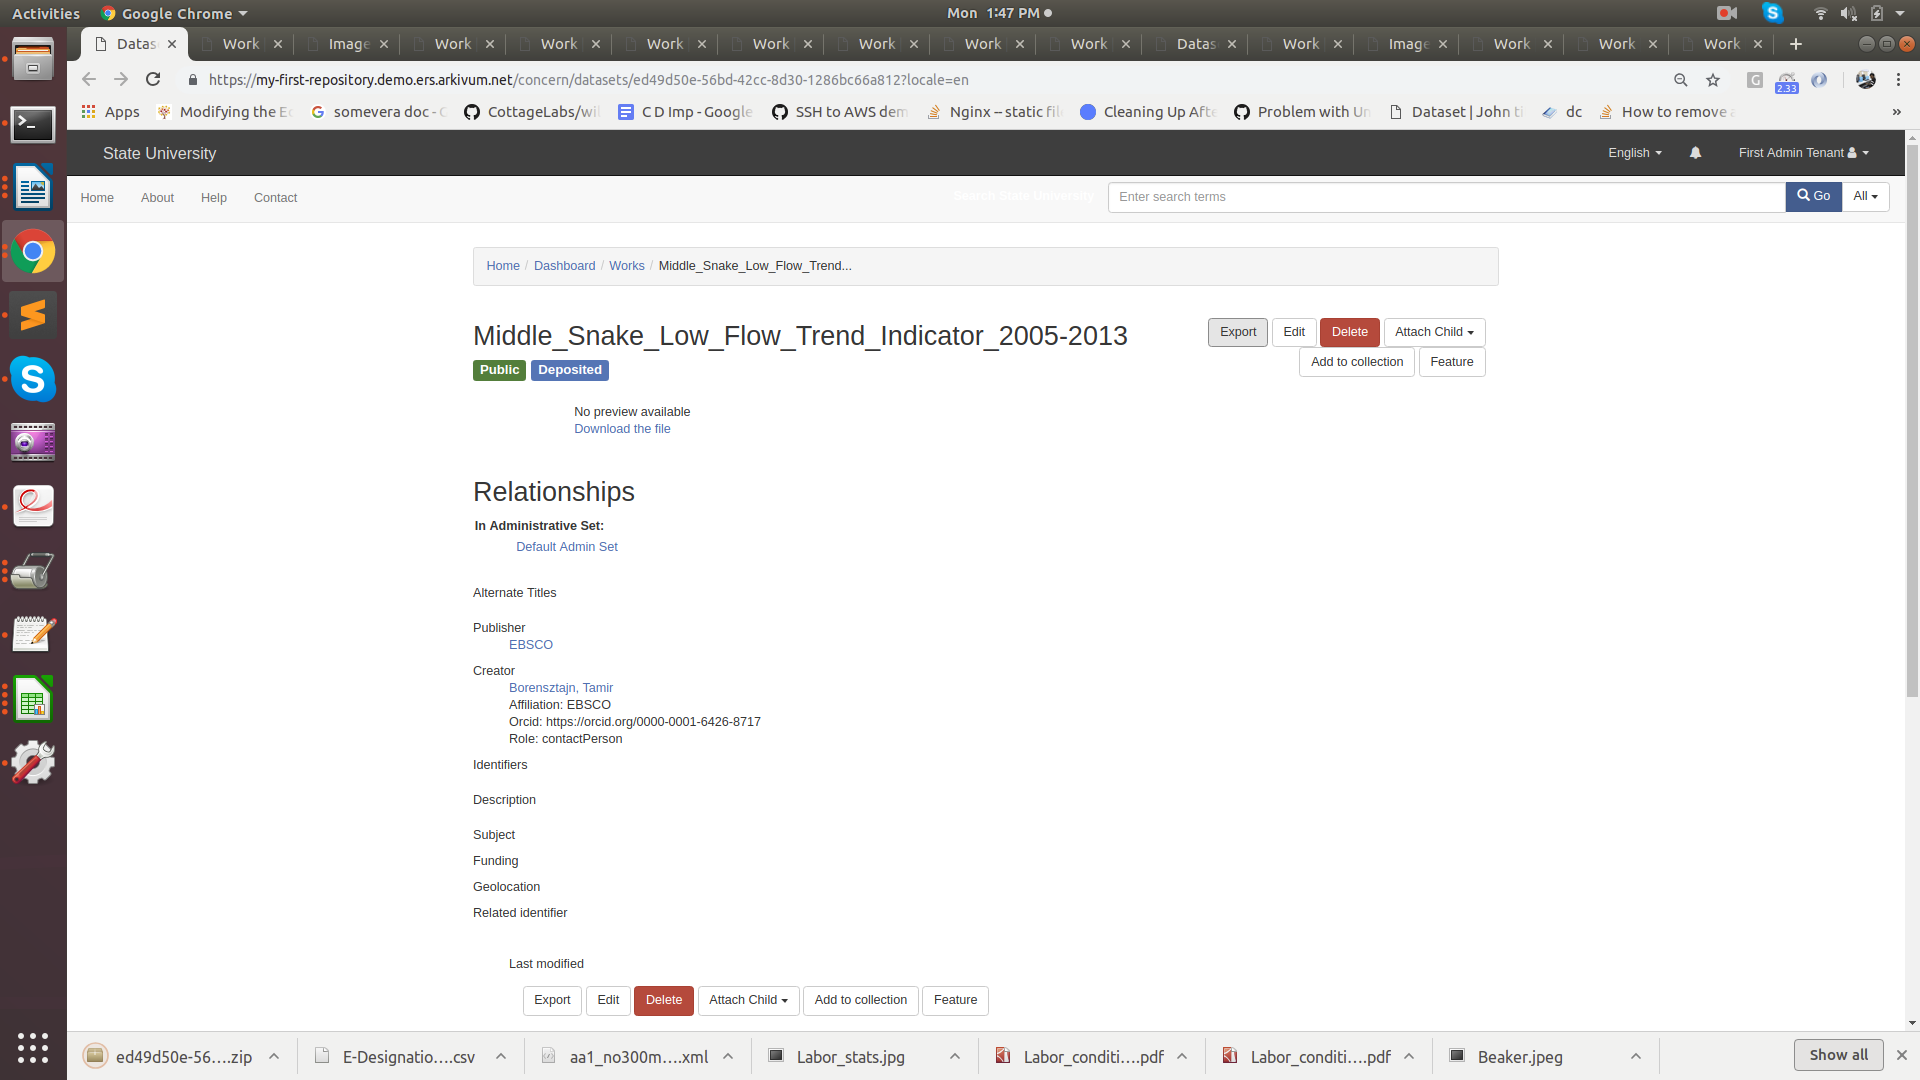 Activities
Google Chrome
Mon 1:47 PM
Datas
Work
Image
Work
Work
Work
Work
Work
Work
Work
Datas
Work
Image
Work
Work
Work
https://my-first-repository.demo.ers.arkivum.net/concern/datasets/ed49d50e-56bd-42cc-8d30-1286bc66a812?locale=en
2.33
Apps
Modifying the E
somevera doc - G
CottageLabs/wil
C D Imp - Google
SSH to AWS dem
Nginx -- static fil
Cleaning Up Afte
Problem with Un
Dataset | John ti
dc
How to remove a
State University
English
First Admin Tenant
Home
About
Help
Contact
Search State University
Enter search terms
Go
All
Home / Dashboard / Works / Middle_Snake_Low_Flow_Trend...
Middle_Snake_Low_Flow_Trend_Indicator_2005-2013
Export
Edit
Delete
Attach Child
Add to collection
Feature
Public
Deposited
No preview available
Download the file
Relationships
In Administrative Set:
Default Admin Set
Alternate Titles
Publisher
EBSCO
Creator
Borensztajn, Tamir
Affiliation: EBSCO
Orcid: https://orcid.org/0000-0001-6426-8717
Role: contactPerson
Identifiers
Description
Subject
Funding
Geolocation
Related identifier
Last modified
Export
Edit
Delete
Attach Child
Add to collection
Feature
ed49d50e-56....zip
E-Designatio....csv
aa1_no300m....xml
Labor_stats.jpg
Labor_conditi....pdf
Labor_conditi....pdf
Beaker.jpeg
Show all